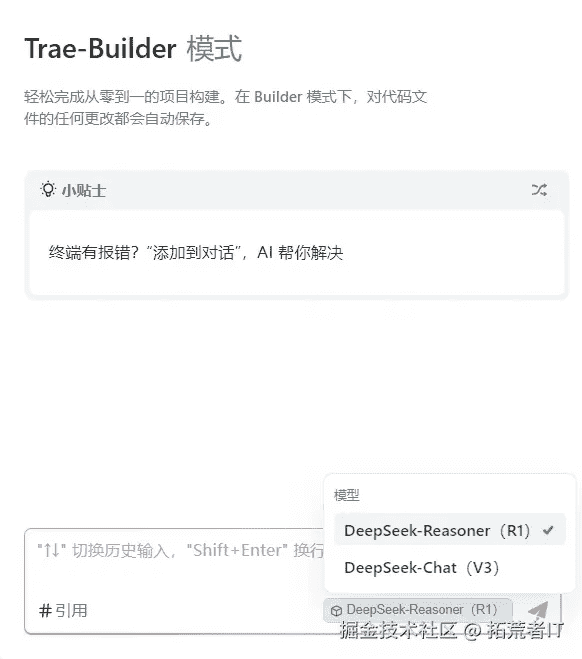 Trae-Builder 模式
轻松完成从零到一的项目构建。在 Builder 模式下，对代码文
件的任何更改都会自动保存。
小贴士
终端有报错？“添加到对话”，AI 帮你解决
模型
DeepSeek-Reasoner（R1）
DeepSeek-Chat（V3）
"↑↓" 切换历史输入，"Shift+Enter" 换行
#引用
DeepSeek-Reasoner（R1）
掘金技术社区 @ 拓荒者IT